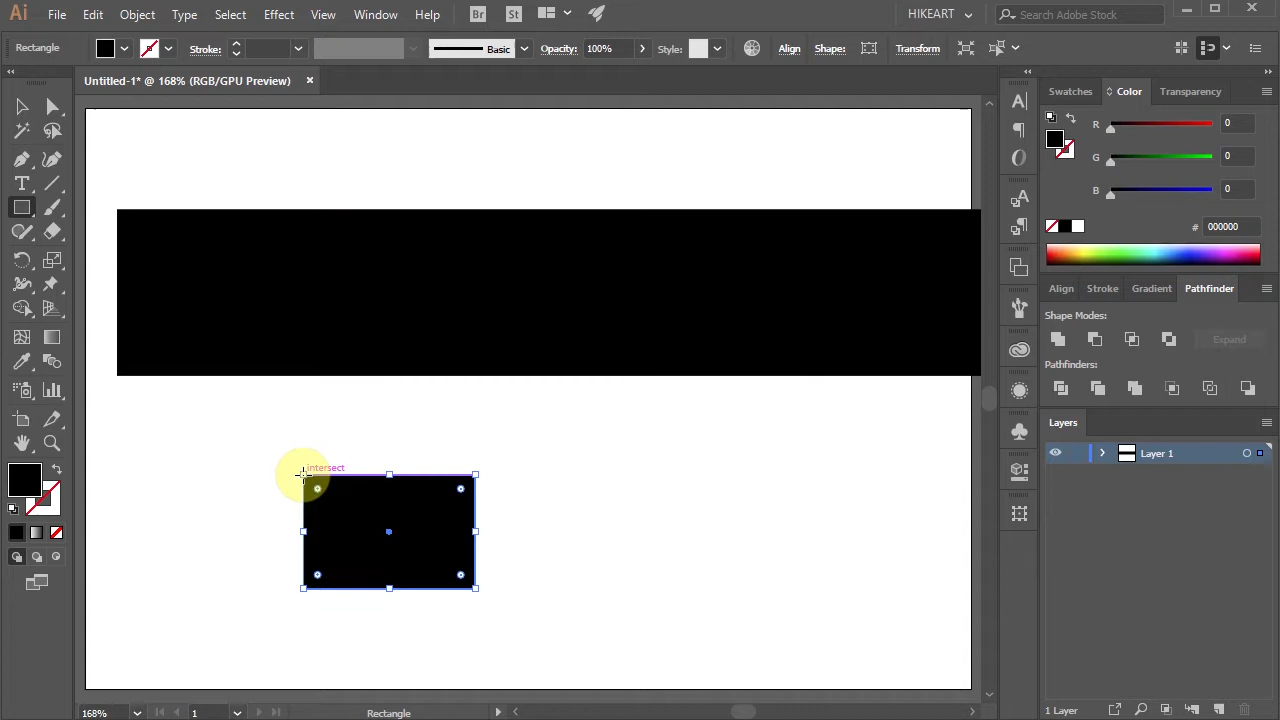 Ai File Edit Object Type Select Effect View Window Help Br St HIKEART Search Adobe Stock
Rectangle Stroke: Basic Opacity: 100% Style: Align Shape: Transform
Untitled-1* @ 168% (RGB/GPU Preview)
Swatches Color Transparency
R 0
G 0
B 0
# 000000
Align Stroke Gradient Pathfinder
Shape Modes:
Expand
Pathfinders:
Layers
Layer 1
intersect
168% 1 Rectangle
1 Layer